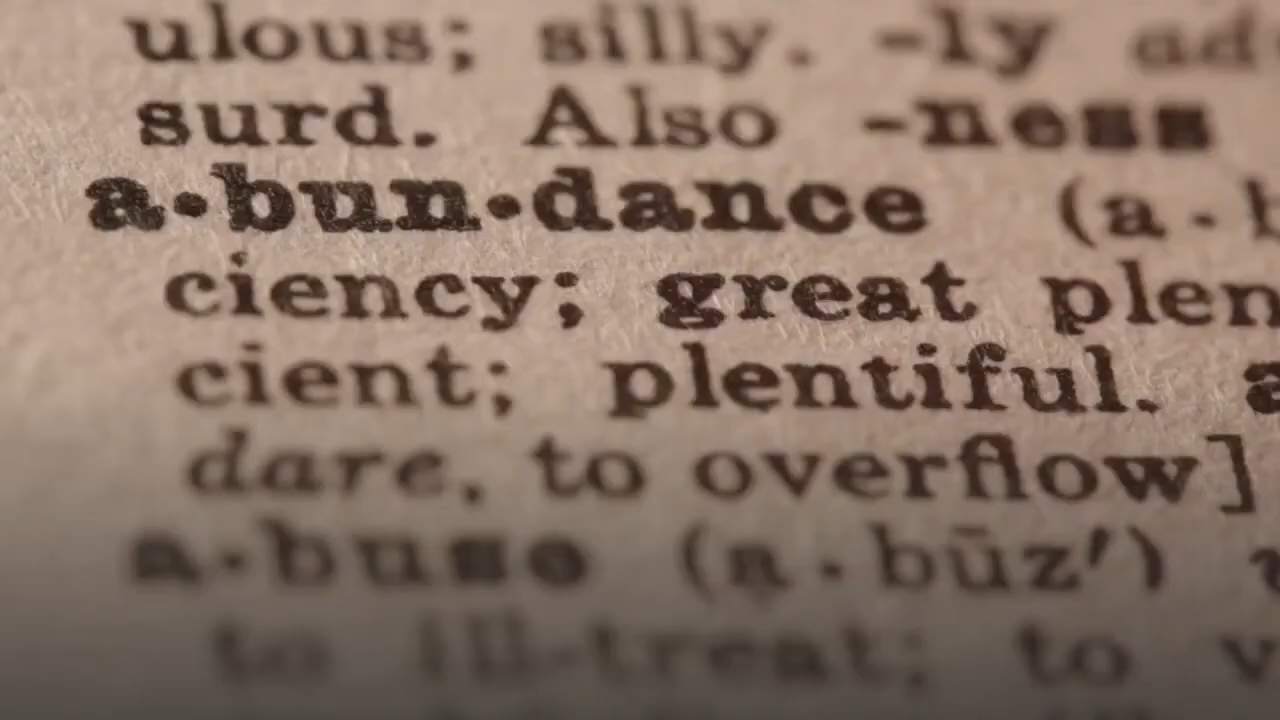 ulous; silly. -ly ad
surd. Also -ness
a·bun·dance (a·b
ciency; great plen
cient; plentiful. a
dare, to overflow]
a·buse (a·būz′) v
to ill-treat; to v